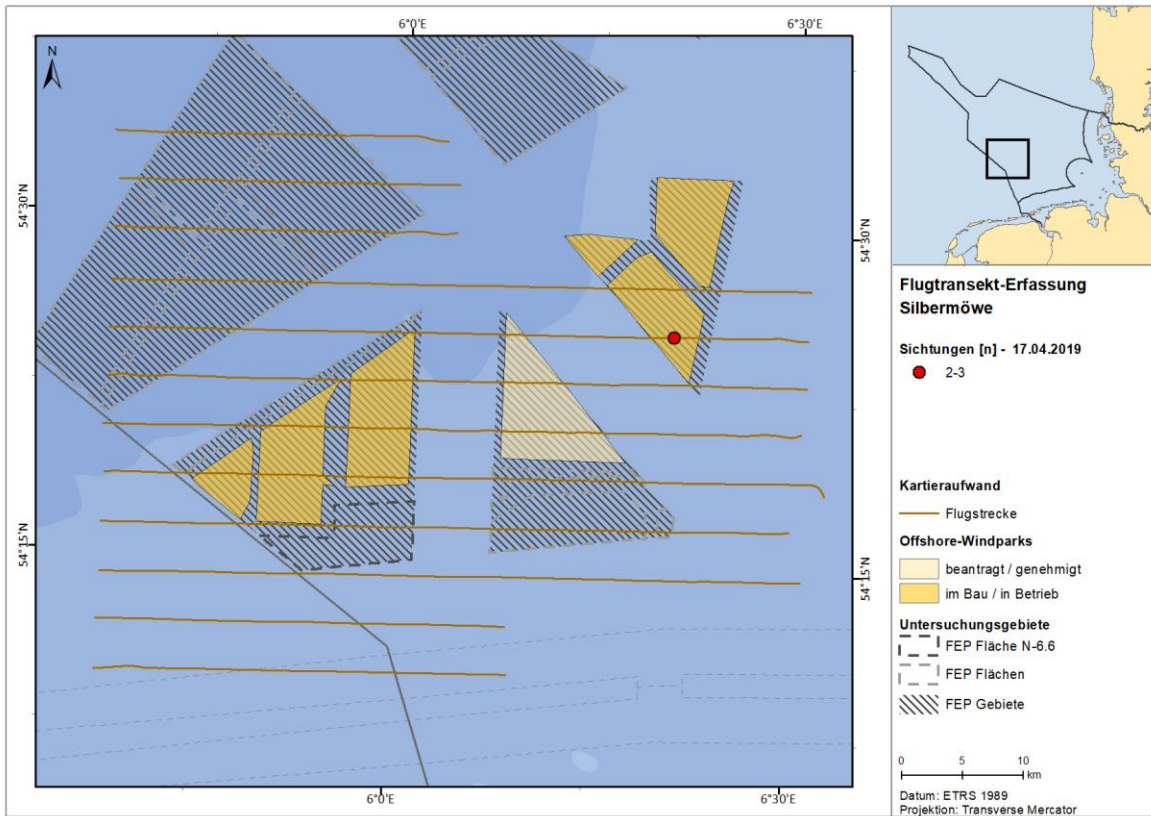 6°0'E
6°30'E
N
54°30'N
54°30'N
54°15'N
54°15'N
6°0'E
6°30'E
Flugtransekt-Erfassung
Silbermöwe
Sichtungen [n] - 17.04.2019
2-3
Kartieraufwand
Flugstrecke
Offshore-Windparks
beantragt / genehmigt
im Bau / in Betrieb
Untersuchungsgebiete
FEP Fläche N-6.6
FEP Flächen
FEP Gebiete
0 5 10
km
Datum: ETRS 1989
Projektion: Transverse Mercator